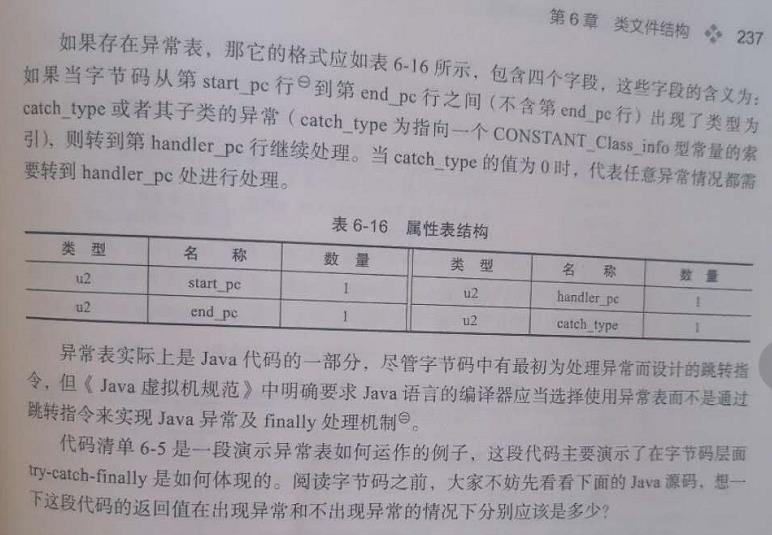 第6章 类文件结构 ❖ 237
如果存在异常表，那它的格式应如表 6-16 所示，包含四个字段，这些字段的含义为：
如果当字节码从第 start_pc 行㊀到第 end_pc 行之间（不含第 end_pc 行）出现了类型为
catch_type 或者其子类的异常（catch_type 为指向一个 CONSTANT_Class_info 型常量的索
引），则转到第 handler_pc 行继续处理。当 catch_type 的值为 0 时，代表任意异常情况都需
要转到 handler_pc 处进行处理。
表 6-16 属性表结构
类 型 名 称 数 量 类 型 名 称 数 量
u2 start_pc 1 u2 handler_pc 1
u2 end_pc 1 u2 catch_type 1
异常表实际上是 Java 代码的一部分，尽管字节码中有最初为处理异常而设计的跳转指
令，但《Java 虚拟机规范》中明确要求 Java 语言的编译器应当选择使用异常表而不是通过
跳转指令来实现 Java 异常及 finally 处理机制㊁。
代码清单 6-5 是一段演示异常表如何运作的例子，这段代码主要演示了在字节码层面
try-catch-finally 是如何体现的。阅读字节码之前，大家不妨先看看下面的 Java 源码，想一
下这段代码的返回值在出现异常和不出现异常的情况下分别应该是多少？